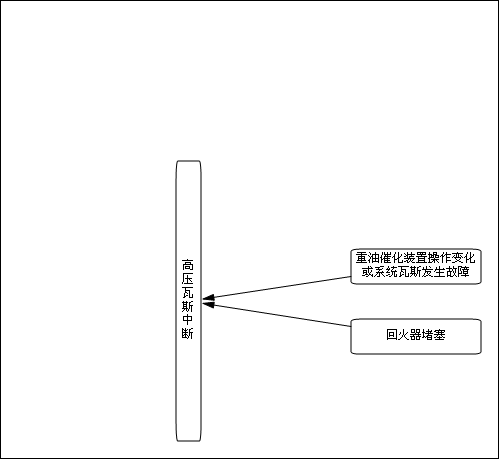 高压瓦斯中断
重油催化装置操作变化
或系统瓦斯发生故障
回火器堵塞